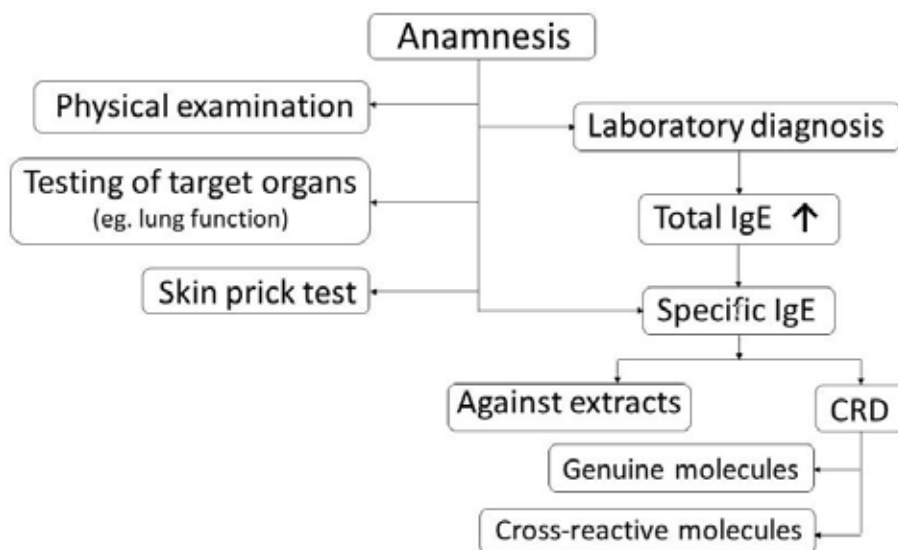 Anamnesis
Physical examination
Laboratory diagnosis
Testing of target organs
(eg. lung function)
Total IgE ↑
Skin prick test
Specific IgE
Against extracts
CRD
Genuine molecules
Cross-reactive molecules